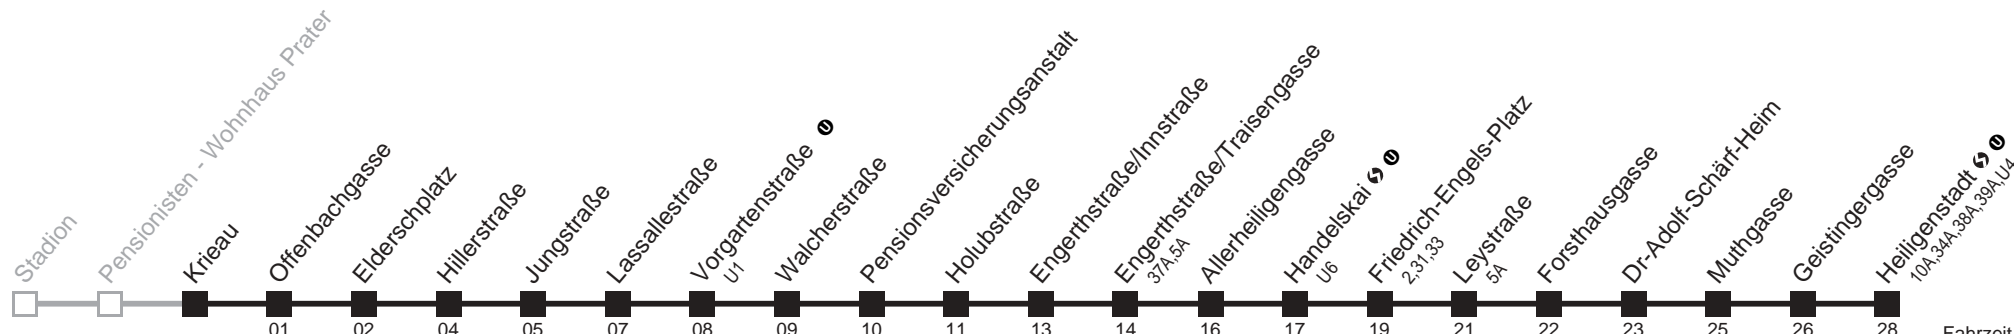 Stadion
Pensionisten - Wohnhaus Prater
Krieau
Offenbachgasse
01
Elderschplatz
02
Hillerstraße
04
Jungstraße
05
Lassallestraße
07
Vorgartenstraße U
U1
08
Walcherstraße
09
Pensionsversicherungsanstalt
10
Holubstraße
11
Engerthstraße/Innstraße
13
Engerthstraße/Traisengasse
37A,5A
14
Allerheiligengasse
16
Handelskai S U
U6
17
Friedrich-Engels-Platz
2,31,33
19
Leystraße
5A
21
Forsthausgasse
22
Dr-Adolf-Schärf-Heim
23
Muthgasse
25
Geistingergasse
26
Heiligenstadt S U
10A,34A,38A,39A,U4
28
Fahrzeit